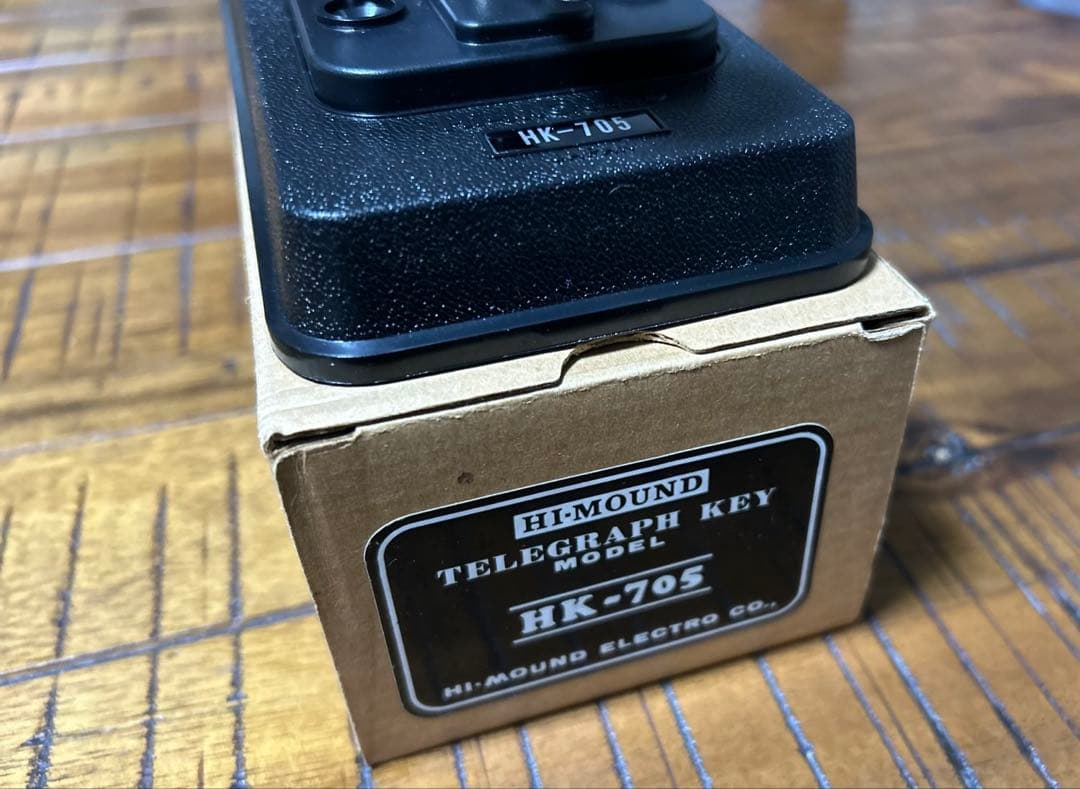 HK-705
HI-MOUND
TELEGRAPH KEY
MODEL
HK-705
HI-MOUND ELECTRO CO.,